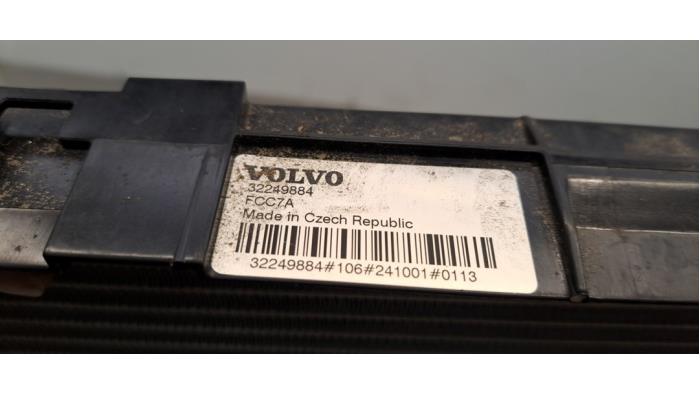 VOLVO
32249884
FCC7A
Made in Czech Republic
32249884#106#241001#0113